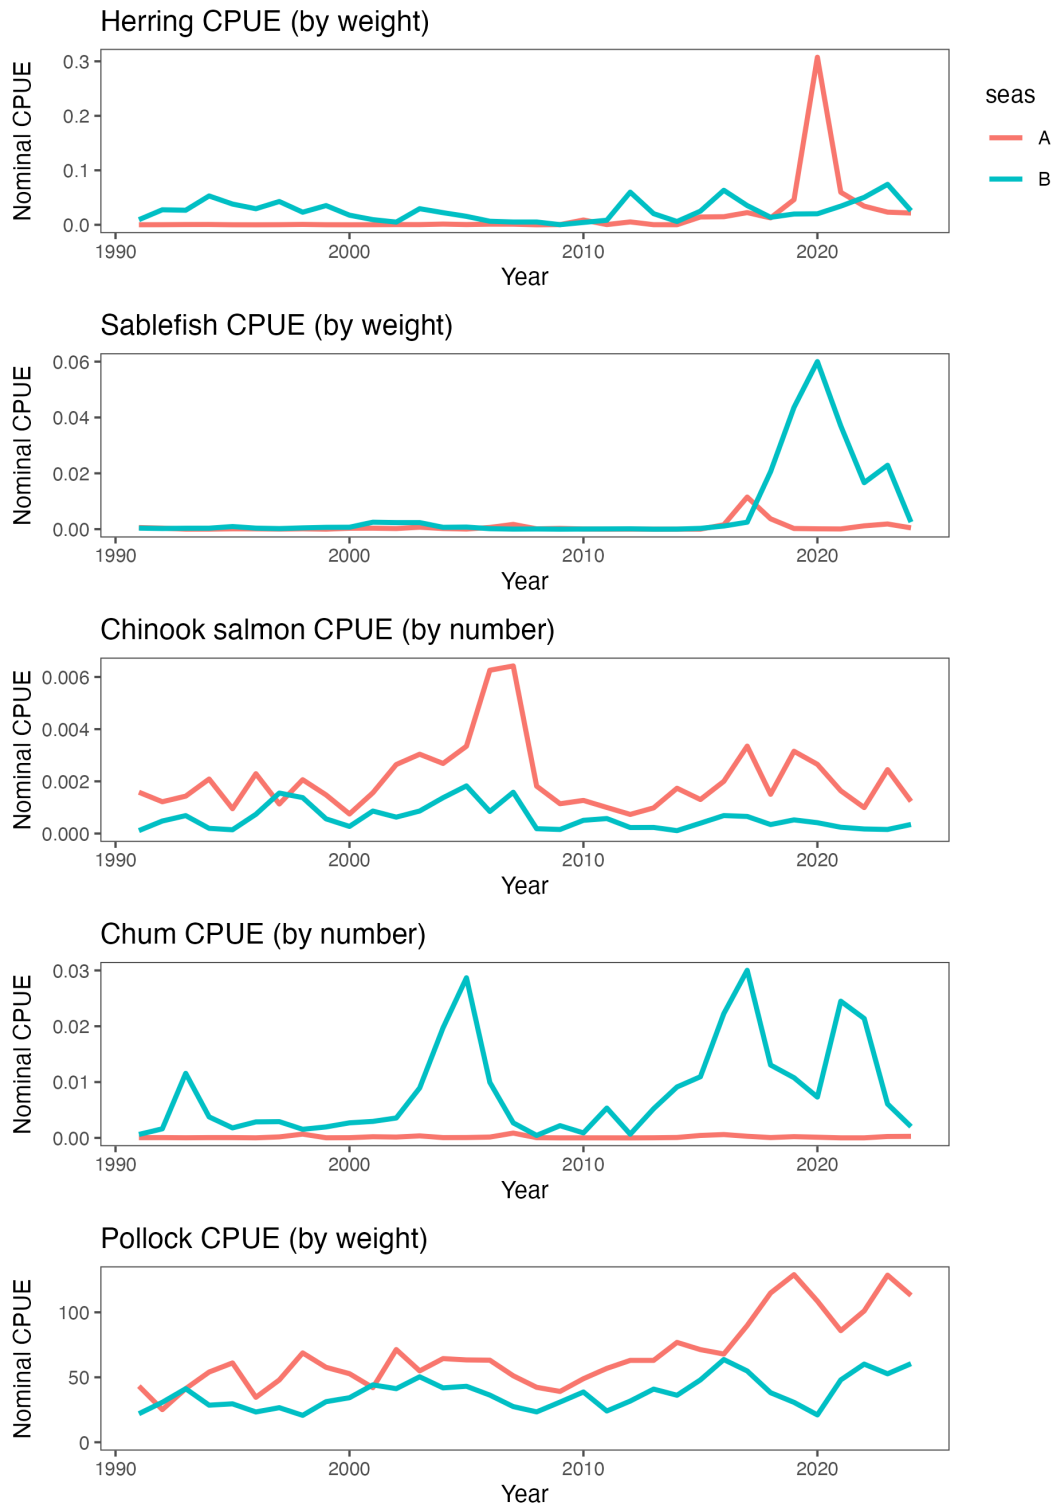 Herring CPUE (by weight)
Nominal CPUE
0.3
0.2
0.1
0.0
1990 2000 2010 2020
Year
seas
A
B
Sablefish CPUE (by weight)
Nominal CPUE
0.06
0.04
0.02
0.00
1990 2000 2010 2020
Year
Chinook salmon CPUE (by number)
Nominal CPUE
0.006
0.004
0.002
0.000
1990 2000 2010 2020
Year
Chum CPUE (by number)
Nominal CPUE
0.03
0.02
0.01
0.00
1990 2000 2010 2020
Year
Pollock CPUE (by weight)
Nominal CPUE
100
50
0
1990 2000 2010 2020
Year